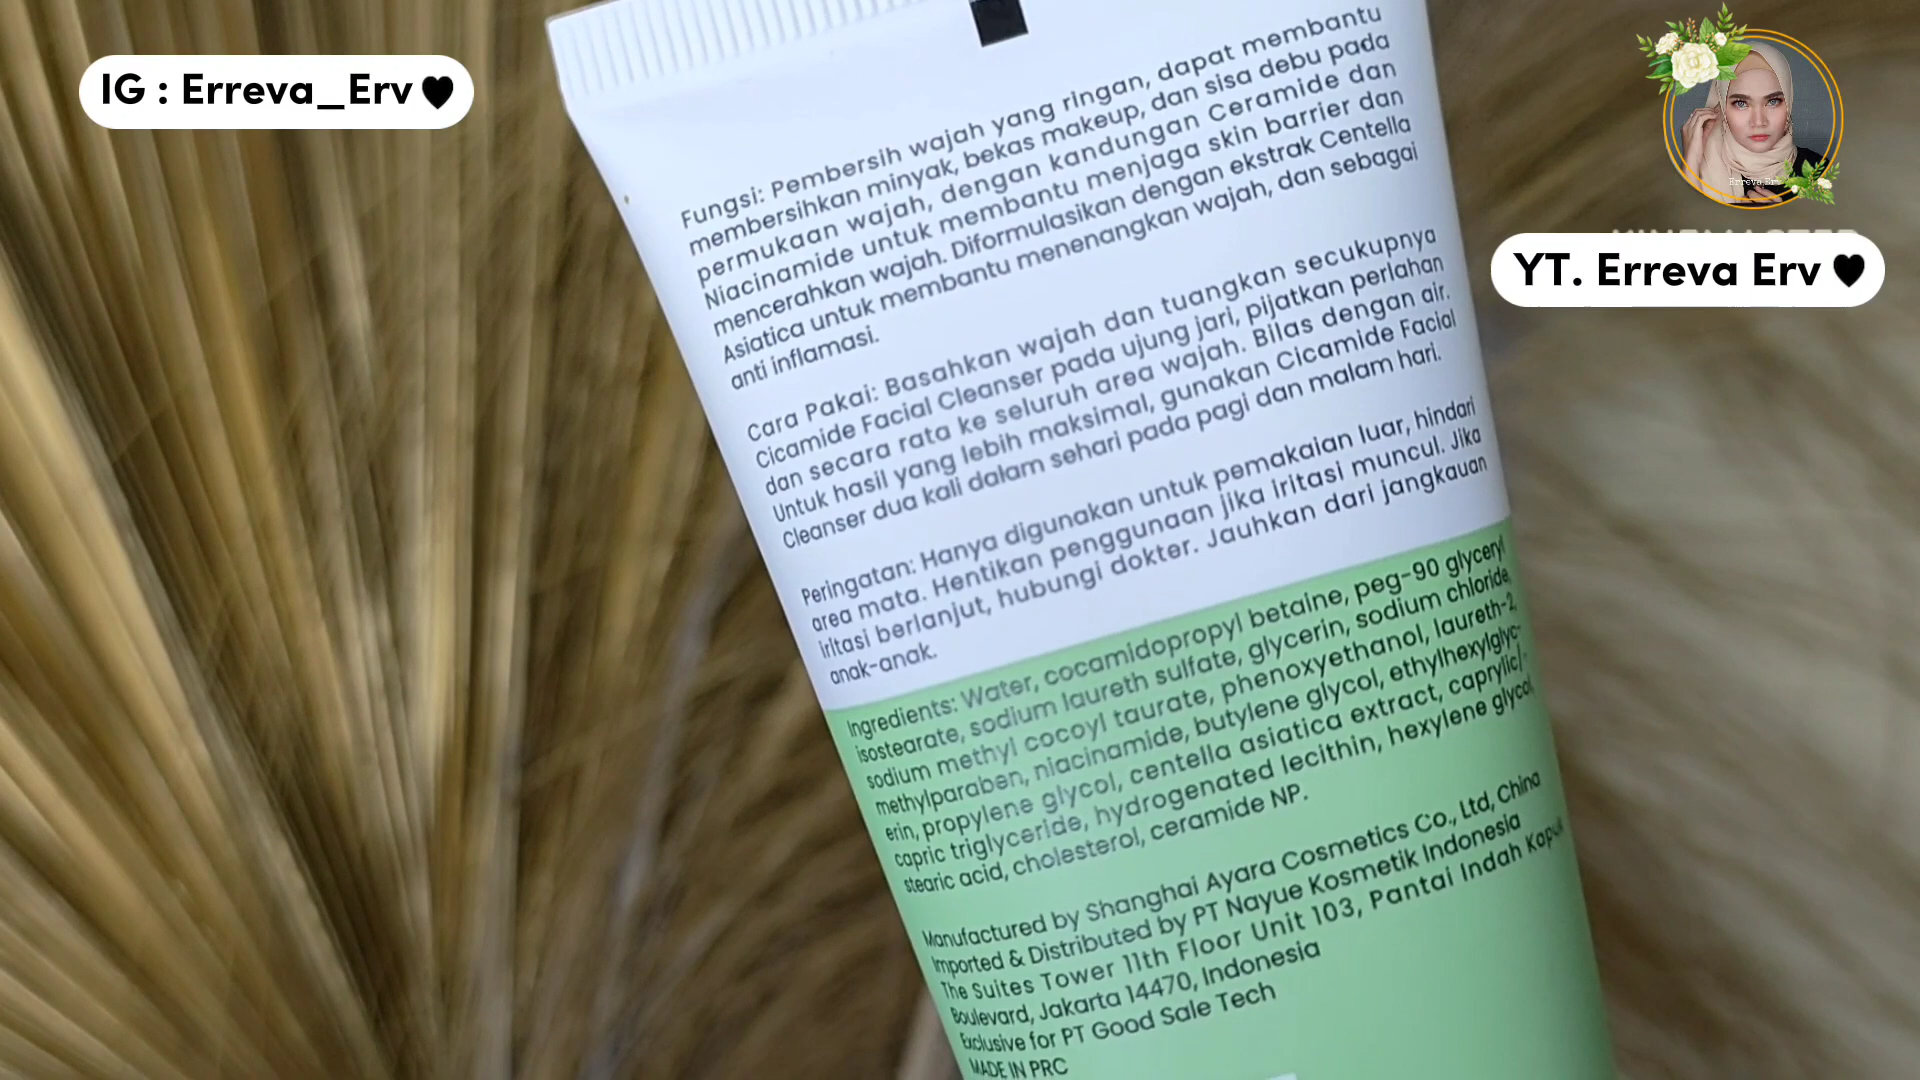 IG : Erreva_Erv
YT. Erreva Erv
Erreva Erv
Fungsi: Pembersih wajah yang ringan, dapat membantu
membersihkan minyak, bekas makeup, dan sisa debu pada
permukaan wajah, dengan kandungan Ceramide dan
Niacinamide untuk membantu menjaga skin barrier dan
mencerahkan wajah. Diformulasikan dengan ekstrak Centella
Asiatica untuk membantu menenangkan wajah, dan sebagai
anti inflamasi.
Cara Pakai: Basahkan wajah dan tuangkan secukupnya
Cicamide Facial Cleanser pada ujung jari, pijatkan perlahan
dan secara rata ke seluruh area wajah. Bilas dengan air.
Untuk hasil yang lebih maksimal, gunakan Cicamide Facial
Cleanser dua kali dalam sehari pada pagi dan malam hari.
Peringatan: Hanya digunakan untuk pemakaian luar, hindari
area mata. Hentikan penggunaan jika iritasi muncul. Jika
iritasi berlanjut, hubungi dokter. Jauhkan dari jangkauan
anak-anak.
Ingredients: Water, cocamidopropyl betaine, peg-90 glyceryl
isostearate, sodium laureth sulfate, glycerin, sodium chloride,
sodium methyl cocoyl taurate, phenoxyethanol, laureth-2,
methylparaben, niacinamide, butylene glycol, ethylhexylglyc-
erin, propylene glycol, centella asiatica extract, caprylic/
capric triglyceride, hydrogenated lecithin, hexylene glycol,
stearic acid, cholesterol, ceramide NP.
Manufactured by Shanghai Ayara Cosmetics Co., Ltd, China
Imported & Distributed by PT Nayue Kosmetik Indonesia
The Suites Tower 11th Floor Unit 103, Pantai Indah Kapuk
Boulevard, Jakarta 14470, Indonesia
Exclusive for PT Good Sale Tech
MADE IN PRC